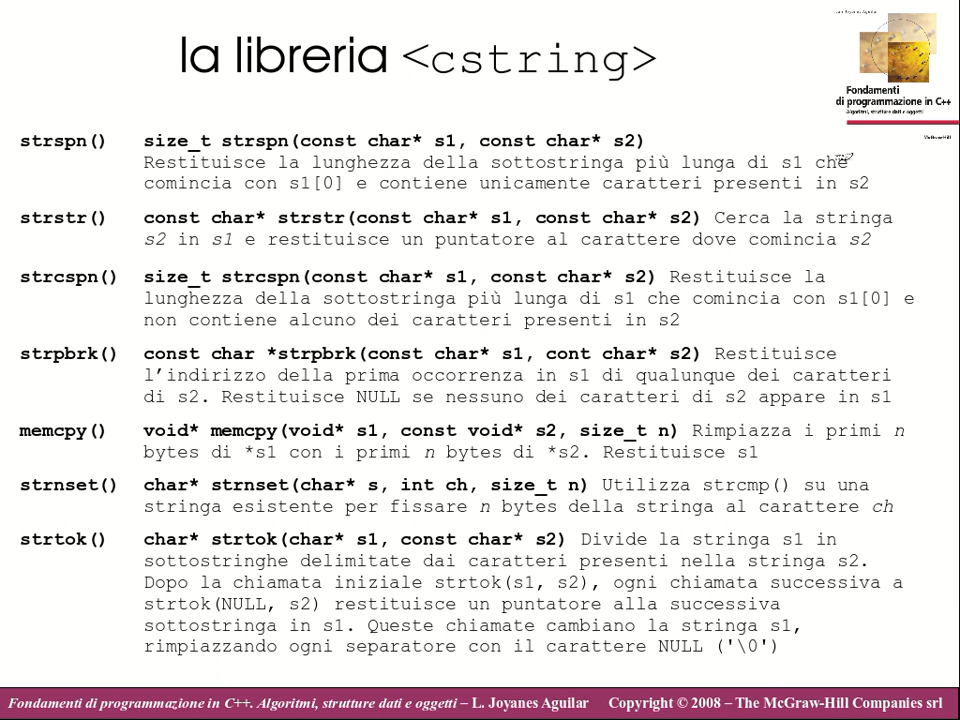 la libreria <cstring>
Fondamenti
di programmazione in C++
Algoritmi, strutture dati e oggetti
strspn() size_t strspn(const char* s1, const char* s2)
Restituisce la lunghezza della sottostringa più lunga di s1 che
comincia con s1[0] e contiene unicamente caratteri presenti in s2
strstr() const char* strstr(const char* s1, const char* s2) Cerca la stringa
s2 in s1 e restituisce un puntatore al carattere dove comincia s2
strcspn() size_t strcspn(const char* s1, const char* s2) Restituisce la
lunghezza della sottostringa più lunga di s1 che comincia con s1[0] e
non contiene alcuno dei caratteri presenti in s2
strpbrk() const char *strpbrk(const char* s1, cont char* s2) Restituisce
l’indirizzo della prima occorrenza in s1 di qualunque dei caratteri
di s2. Restituisce NULL se nessuno dei caratteri di s2 appare in s1
memcpy() void* memcpy(void* s1, const void* s2, size_t n) Rimpiazza i primi n
bytes di *s1 con i primi n bytes di *s2. Restituisce s1
strnset() char* strnset(char* s, int ch, size_t n) Utilizza strcmp() su una
stringa esistente per fissare n bytes della stringa al carattere ch
strtok() char* strtok(char* s1, const char* s2) Divide la stringa s1 in
sottostringhe delimitate dai caratteri presenti nella stringa s2.
Dopo la chiamata iniziale strtok(s1, s2), ogni chiamata successiva a
strtok(NULL, s2) restituisce un puntatore alla successiva
sottostringa in s1. Queste chiamate cambiano la stringa s1,
rimpiazzando ogni separatore con il carattere NULL ('\0')
Fondamenti di programmazione in C++. Algoritmi, strutture dati e oggetti – L. Joyanes Aguilar Copyright © 2008 – The McGraw-Hill Companies srl